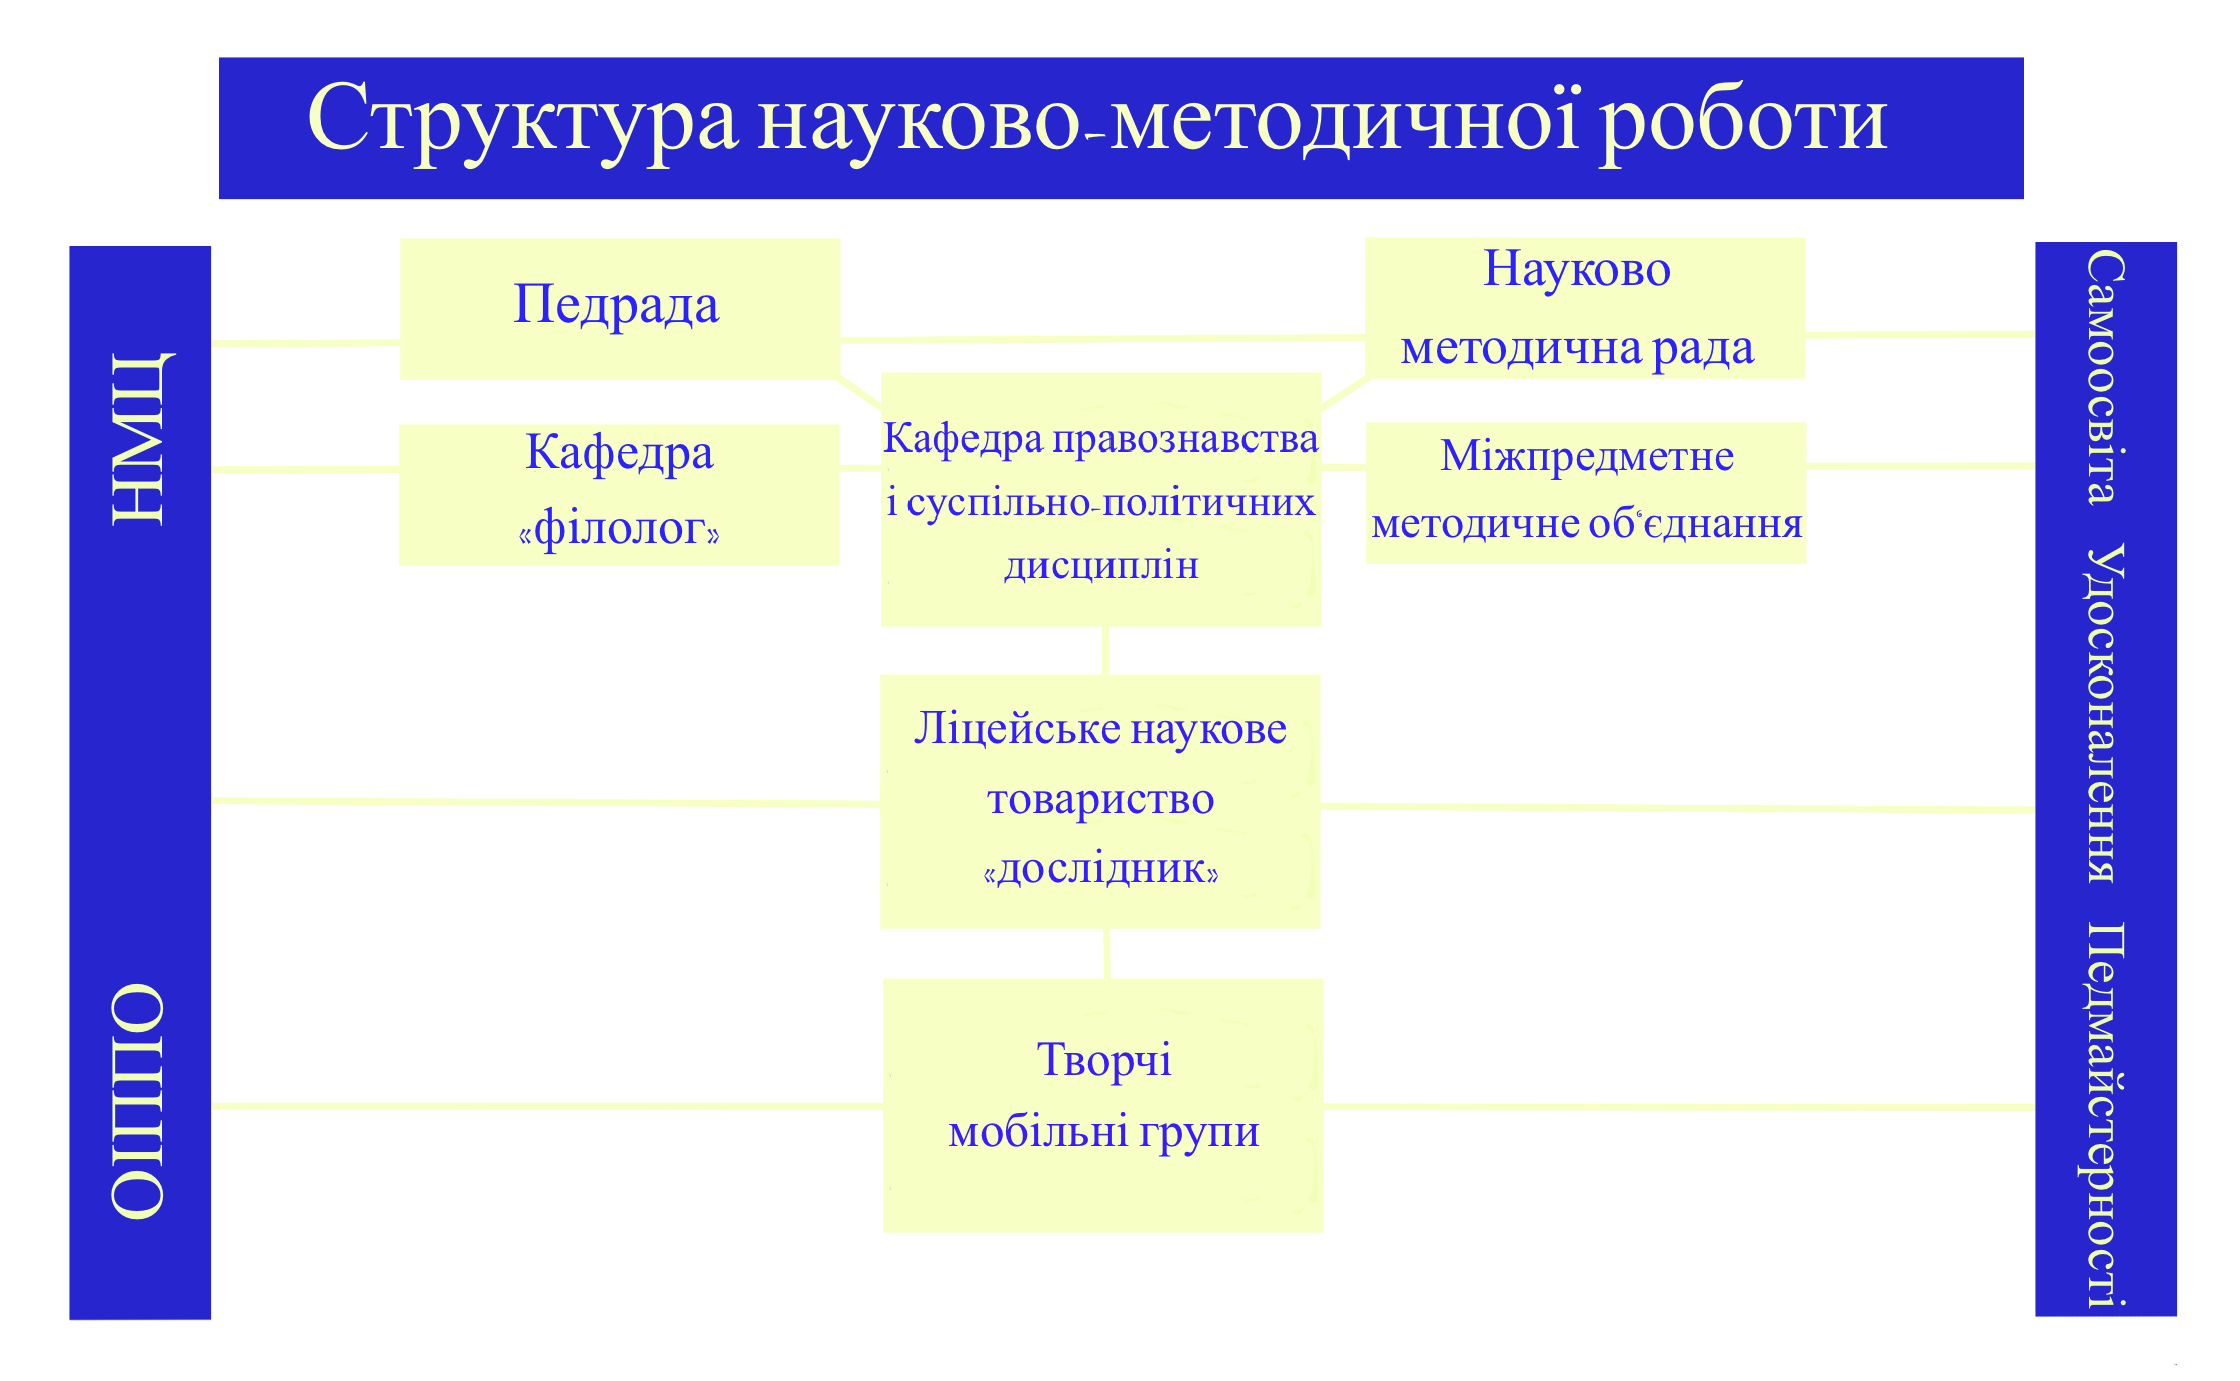 Структура науково-методичної роботи
НМЦ
ОППО
Педрада
Науково
методична рада
Кафедра
«філолог»
Кафедра правознавства
і суспільно-політичних
дисциплін
Міжпредметне
методичне об‘єднання
Ліцейське наукове
товариство
«дослідник»
Творчі
мобільні групи
Самоосвіта Удосконалення Педмайстерності